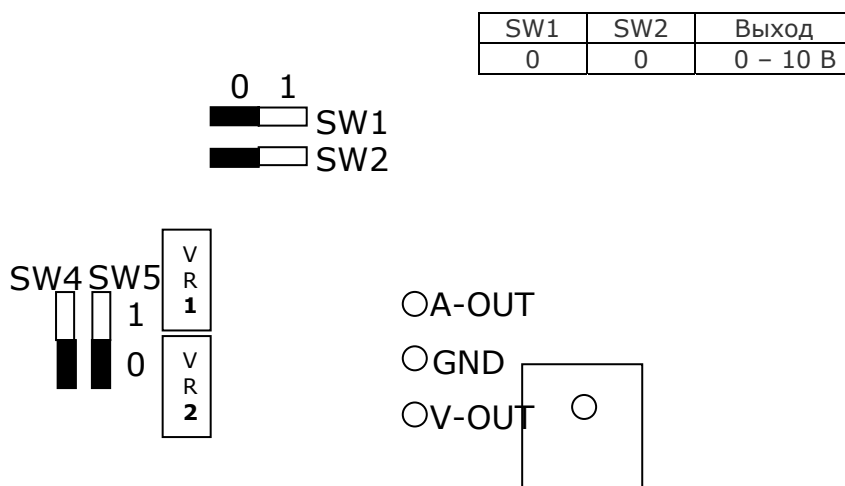 SW1 SW2 Выход
0 0 0 – 10 В
0 1
SW1
SW2
SW4 SW5
1
0
V
R
1
V
R
2
A-OUT
GND
V-OUT